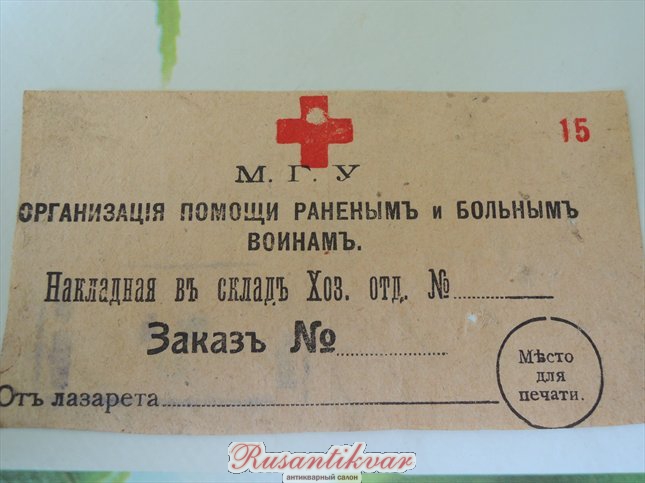 15
М. Г. У
ОРГАНИЗАЦІЯ ПОМОЩИ РАНЕНЫМЪ и БОЛЬНЫМЪ
ВОИНАМЪ.
Накладная въ складъ Хоз. отд. №
Заказъ №
Мѣсто
для
печати.
Отъ лазарета
Rusantikvar
антикварный салон